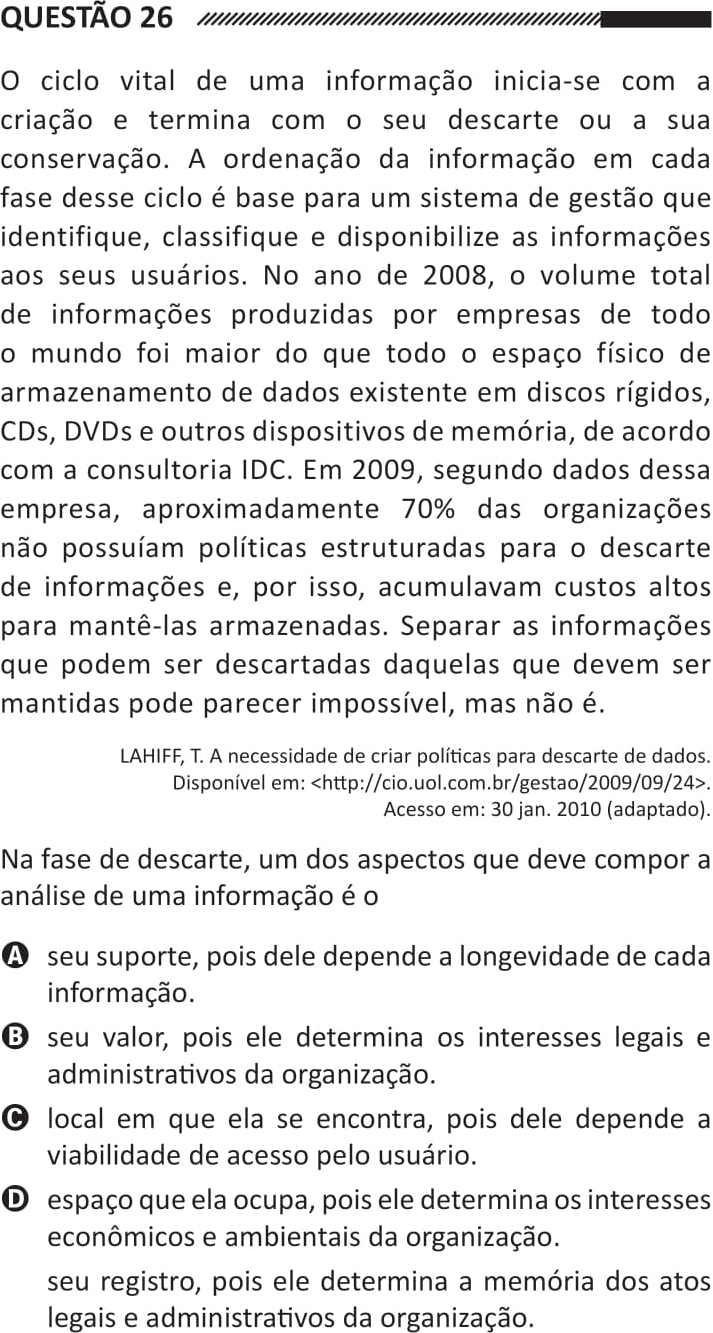 QUESTÃO 26
O ciclo vital de uma informação inicia-se com a
criação e termina com o seu descarte ou a sua
conservação. A ordenação da informação em cada
fase desse ciclo é base para um sistema de gestão que
identifique, classifique e disponibilize as informações
aos seus usuários. No ano de 2008, o volume total
de informações produzidas por empresas de todo
o mundo foi maior do que todo o espaço físico de
armazenamento de dados existente em discos rígidos,
CDs, DVDs e outros dispositivos de memória, de acordo
com a consultoria IDC. Em 2009, segundo dados dessa
empresa, aproximadamente 70% das organizações
não possuíam políticas estruturadas para o descarte
de informações e, por isso, acumulavam custos altos
para mantê-las armazenadas. Separar as informações
que podem ser descartadas daquelas que devem ser
mantidas pode parecer impossível, mas não é.
LAHIFF, T. A necessidade de criar políticas para descarte de dados.
Disponível em: <http://cio.uol.com.br/gestao/2009/09/24>.
Acesso em: 30 jan. 2010 (adaptado).
Na fase de descarte, um dos aspectos que deve compor a
análise de uma informação é o
A seu suporte, pois dele depende a longevidade de cada
informação.
B seu valor, pois ele determina os interesses legais e
administrativos da organização.
C local em que ela se encontra, pois dele depende a
viabilidade de acesso pelo usuário.
D espaço que ela ocupa, pois ele determina os interesses
econômicos e ambientais da organização.
seu registro, pois ele determina a memória dos atos
legais e administrativos da organização.